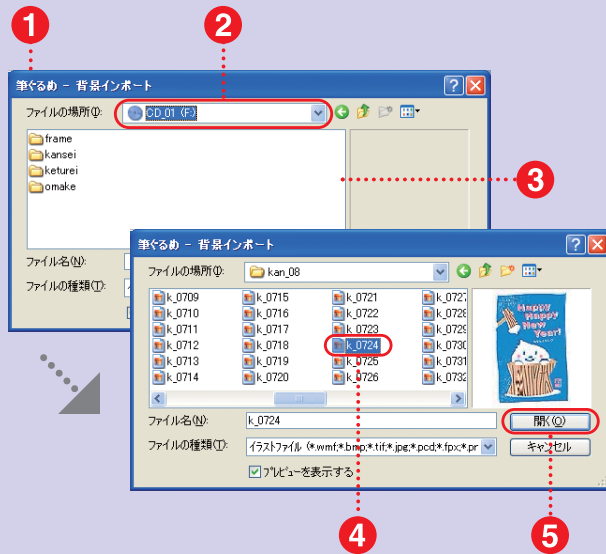 1
2
筆ぐるめ - 背景インポート
ファイルの場所(I):
CD_01 (F:)
frame
kansei
keturei
omake
3
ファイル名(N):
ファイルの種類(T):
筆ぐるめ - 背景インポート
ファイルの場所(I):
kan_08
k_0709
k_0710
k_0711
k_0712
k_0713
k_0714
k_0715
k_0716
k_0717
k_0718
k_0719
k_0720
k_0721
k_0722
k_0723
k_0724
k_0725
k_0726
k_0727
k_0728
k_0729
k_0730
k_0731
k_0732
Happy
Happy
New
Year!
ファイル名(N):
k_0724
開く(O)
ファイルの種類(T):
イラストファイル (*.wmf;*.bmp;*.tif;*.jpg;*.pcd;*.fpx;*.pr
キャンセル
プレビューを表示する
4
5